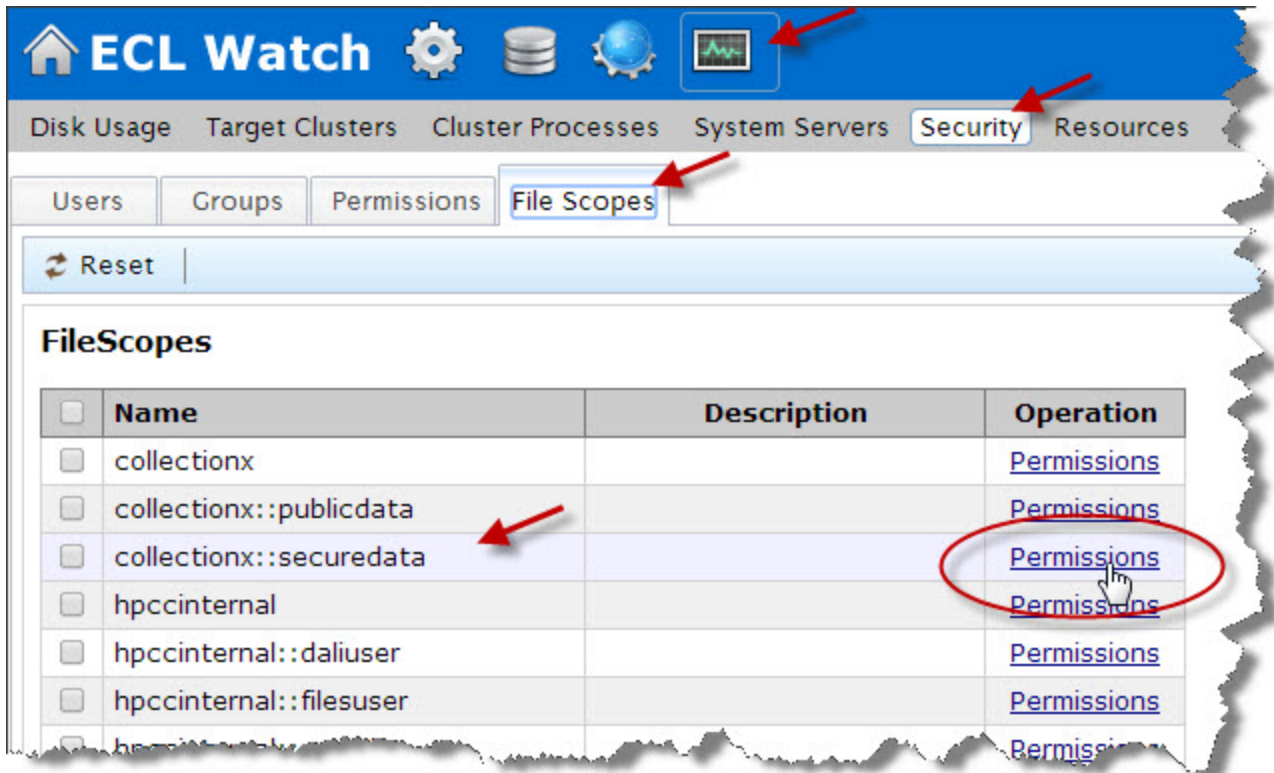 ECL Watch
Disk Usage Target Clusters Cluster Processes System Servers Security Resources
Users Groups Permissions File Scopes
Reset
FileScopes
Name Description Operation
collectionx Permissions
collectionx::publicdata Permissions
collectionx::securedata Permissions
hpccinternal Permissions
hpccinternal::daliuser Permissions
hpccinternal::filesuser Permissions